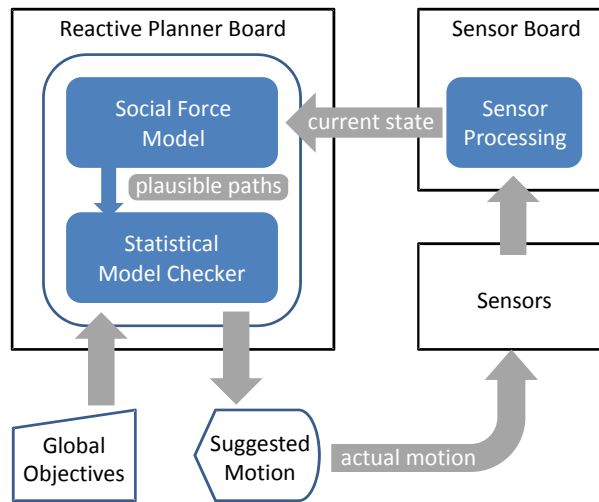 Reactive Planner Board
Social Force
Model
plausible paths
Statistical
Model Checker
current state
Sensor Board
Sensor
Processing
Sensors
Global
Objectives
Suggested
Motion
actual motion